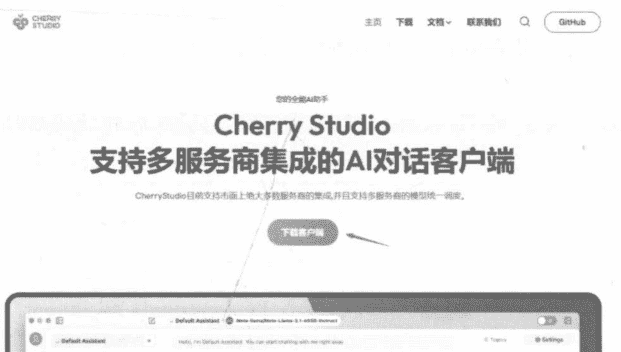 CHERRY
STUDIO
主页 下载 文档 联系我们 GitHub
您的全能AI助手
Cherry Studio
支持多服务商集成的AI对话客户端
CherryStudio目前支持市面上绝大多数服务商的集成,并且支持多服务商的模型统一调度。
下载客户端
Default Assistant
Default Assistant
Hello, I'm Default Assistant. You can start chatting with me right away.
Topics
Settings